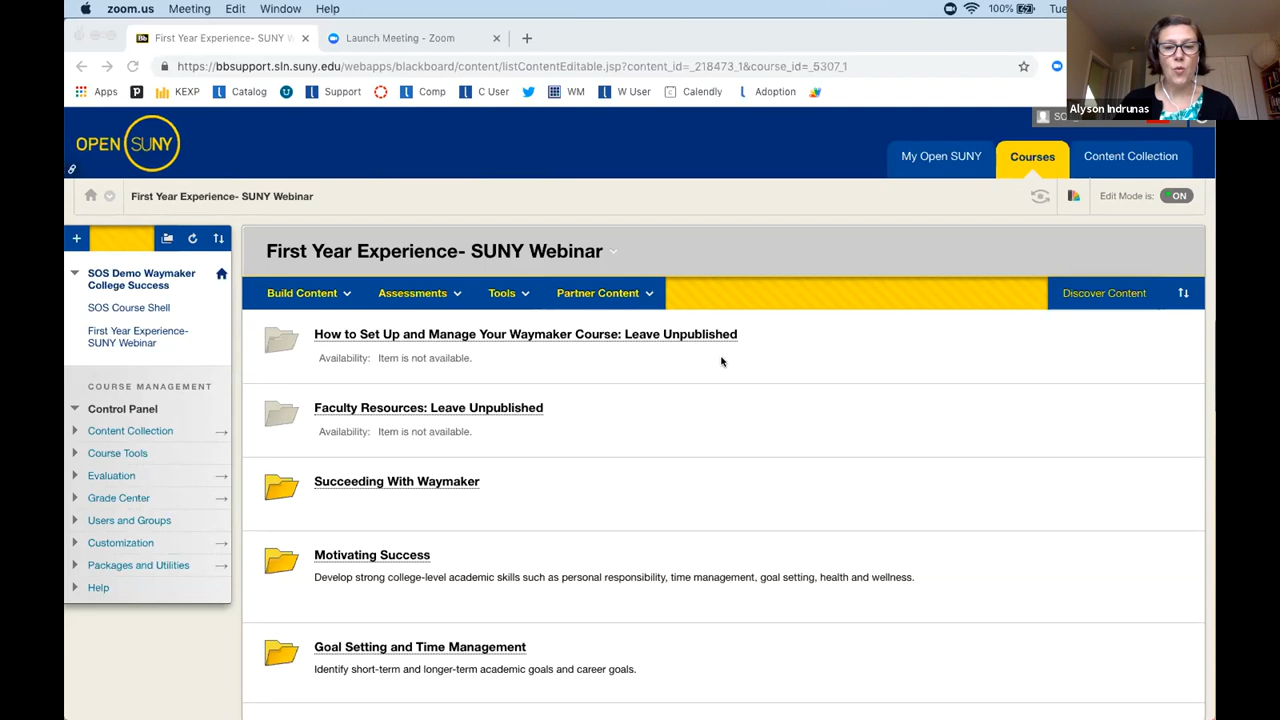 zoom.us Meeting Edit Window Help 100% Tue
First Year Experience- SUNY W
Launch Meeting - Zoom
https://bbsupport.sln.suny.edu/webapps/blackboard/content/listContentEditable.jsp?content_id=_218473_1&course_id=_5307_1
Apps KEXP Catalog Support Comp C User WM W User Calendly Adoption
Alyson Indrunas
OPEN SUNY
My Open SUNY Courses Content Collection
First Year Experience- SUNY Webinar
Edit Mode is: ON
SOS Demo Waymaker
College Success
SOS Course Shell
First Year Experience-
SUNY Webinar
COURSE MANAGEMENT
Control Panel
Content Collection
Course Tools
Evaluation
Grade Center
Users and Groups
Customization
Packages and Utilities
Help
First Year Experience- SUNY Webinar
Build Content Assessments Tools Partner Content Discover Content
How to Set Up and Manage Your Waymaker Course: Leave Unpublished
Availability: Item is not available.
Faculty Resources: Leave Unpublished
Availability: Item is not available.
Succeeding With Waymaker
Motivating Success
Develop strong college-level academic skills such as personal responsibility, time management, goal setting, health and wellness.
Goal Setting and Time Management
Identify short-term and longer-term academic goals and career goals.